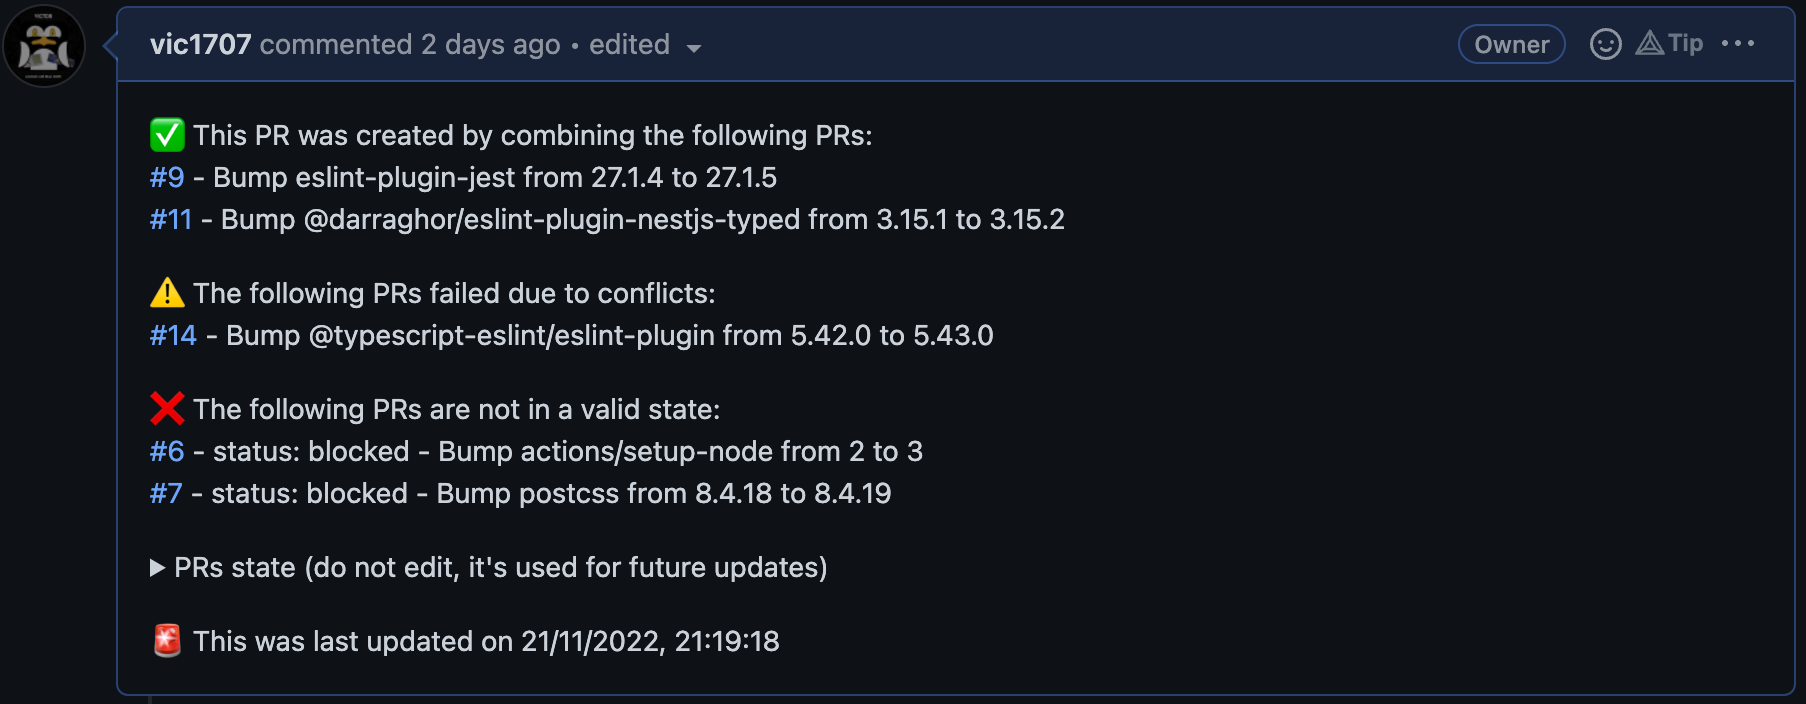 vic1707 commented 2 days ago • edited
Owner
Tip
This PR was created by combining the following PRs:
#9 - Bump eslint-plugin-jest from 27.1.4 to 27.1.5
#11 - Bump @darraghor/eslint-plugin-nestjs-typed from 3.15.1 to 3.15.2
The following PRs failed due to conflicts:
#14 - Bump @typescript-eslint/eslint-plugin from 5.42.0 to 5.43.0
The following PRs are not in a valid state:
#6 - status: blocked - Bump actions/setup-node from 2 to 3
#7 - status: blocked - Bump postcss from 8.4.18 to 8.4.19
PRs state (do not edit, it's used for future updates)
This was last updated on 21/11/2022, 21:19:18